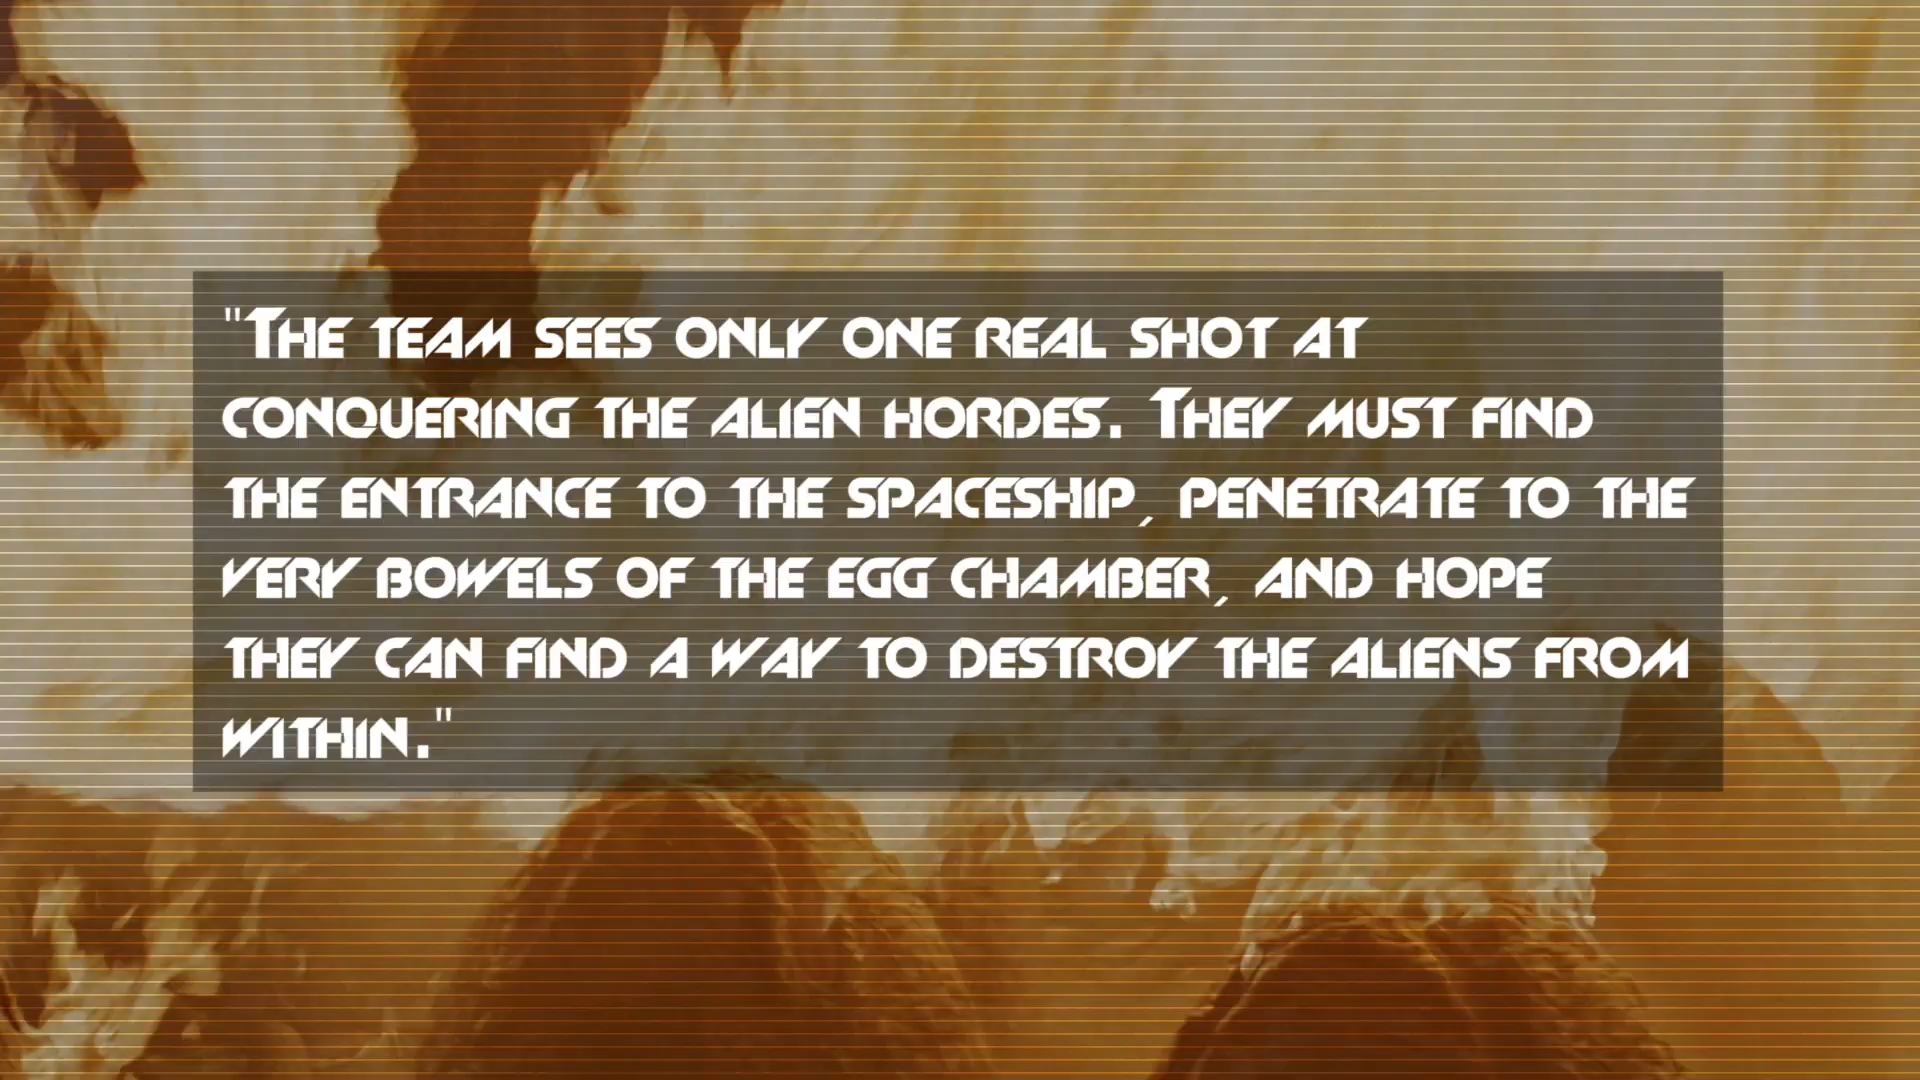 "The team sees only one real shot at
conquering the alien hordes. They must find
the entrance to the spaceship, penetrate to the
very bowels of the egg chamber, and hope
they can find a way to destroy the aliens from
within."